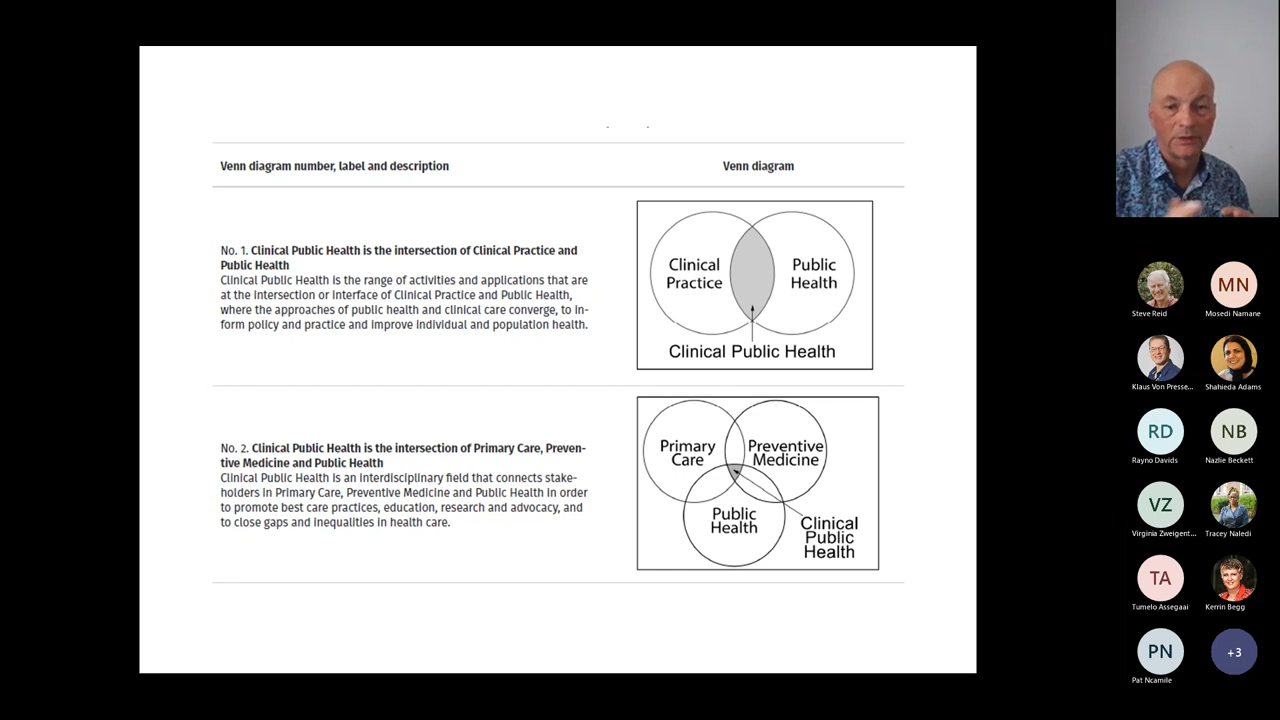 Venn diagram number, label and description
Venn diagram
No. 1. Clinical Public Health is the intersection of Clinical Practice and
Public Health
Clinical Public Health is the range of activities and applications that are
at the intersection or interface of Clinical Practice and Public Health,
where the approaches of public health and clinical care converge, to in-
form policy and practice and improve individual and population health.
Clinical
Practice
Public
Health
Clinical Public Health
No. 2. Clinical Public Health is the intersection of Primary Care, Preven-
tive Medicine and Public Health
Clinical Public Health is an interdisciplinary field that connects stake-
holders in Primary Care, Preventive Medicine and Public Health in order
to promote best care practices, education, research and advocacy, and
to close gaps and inequalities in health care.
Primary
Care
Preventive
Medicine
Public
Health
Clinical
Public
Health
Steve Reid
MN
Mosedi Namane
Klaus Von Presse...
Shahieda Adams
RD
Rayno Davids
NB
Nazlie Beckett
VZ
Virginia Zweigent...
Tracey Naledi
TA
Tumelo Assegaai
Kerrin Begg
PN
Pat Ncamile
+3